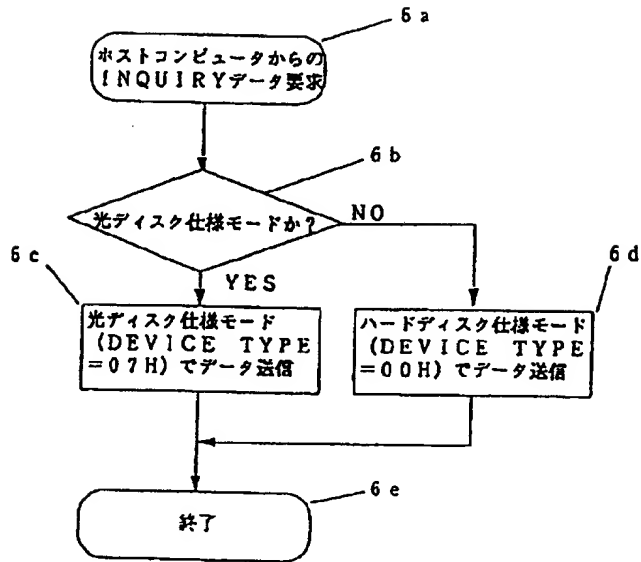 6a
ホストコンピュータからの
INQUIRYデータ要求
6b
光ディスク仕様モードか？
NO
6c
YES
6d
光ディスク仕様モード
(DEVICE TYPE
=07H)でデータ送信
ハードディスク仕様モード
(DEVICE TYPE
=00H)でデータ送信
6e
終了